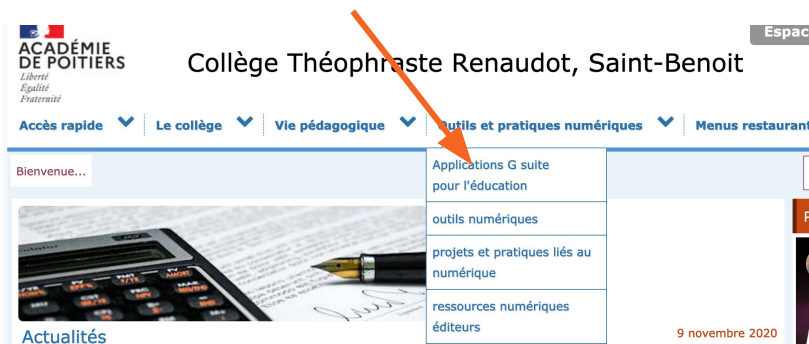 Espac
ACADÉMIE
DE POITIERS
Liberté
Égalité
Fraternité
Collège Théophraste Renaudot, Saint-Benoit
Accès rapide Le collège Vie pédagogique Outils et pratiques numériques Menus restaurant
Bienvenue...
Applications G suite
pour l'éducation
outils numériques
projets et pratiques liés au
numérique
ressources numériques
éditeurs
Actualités
9 novembre 2020